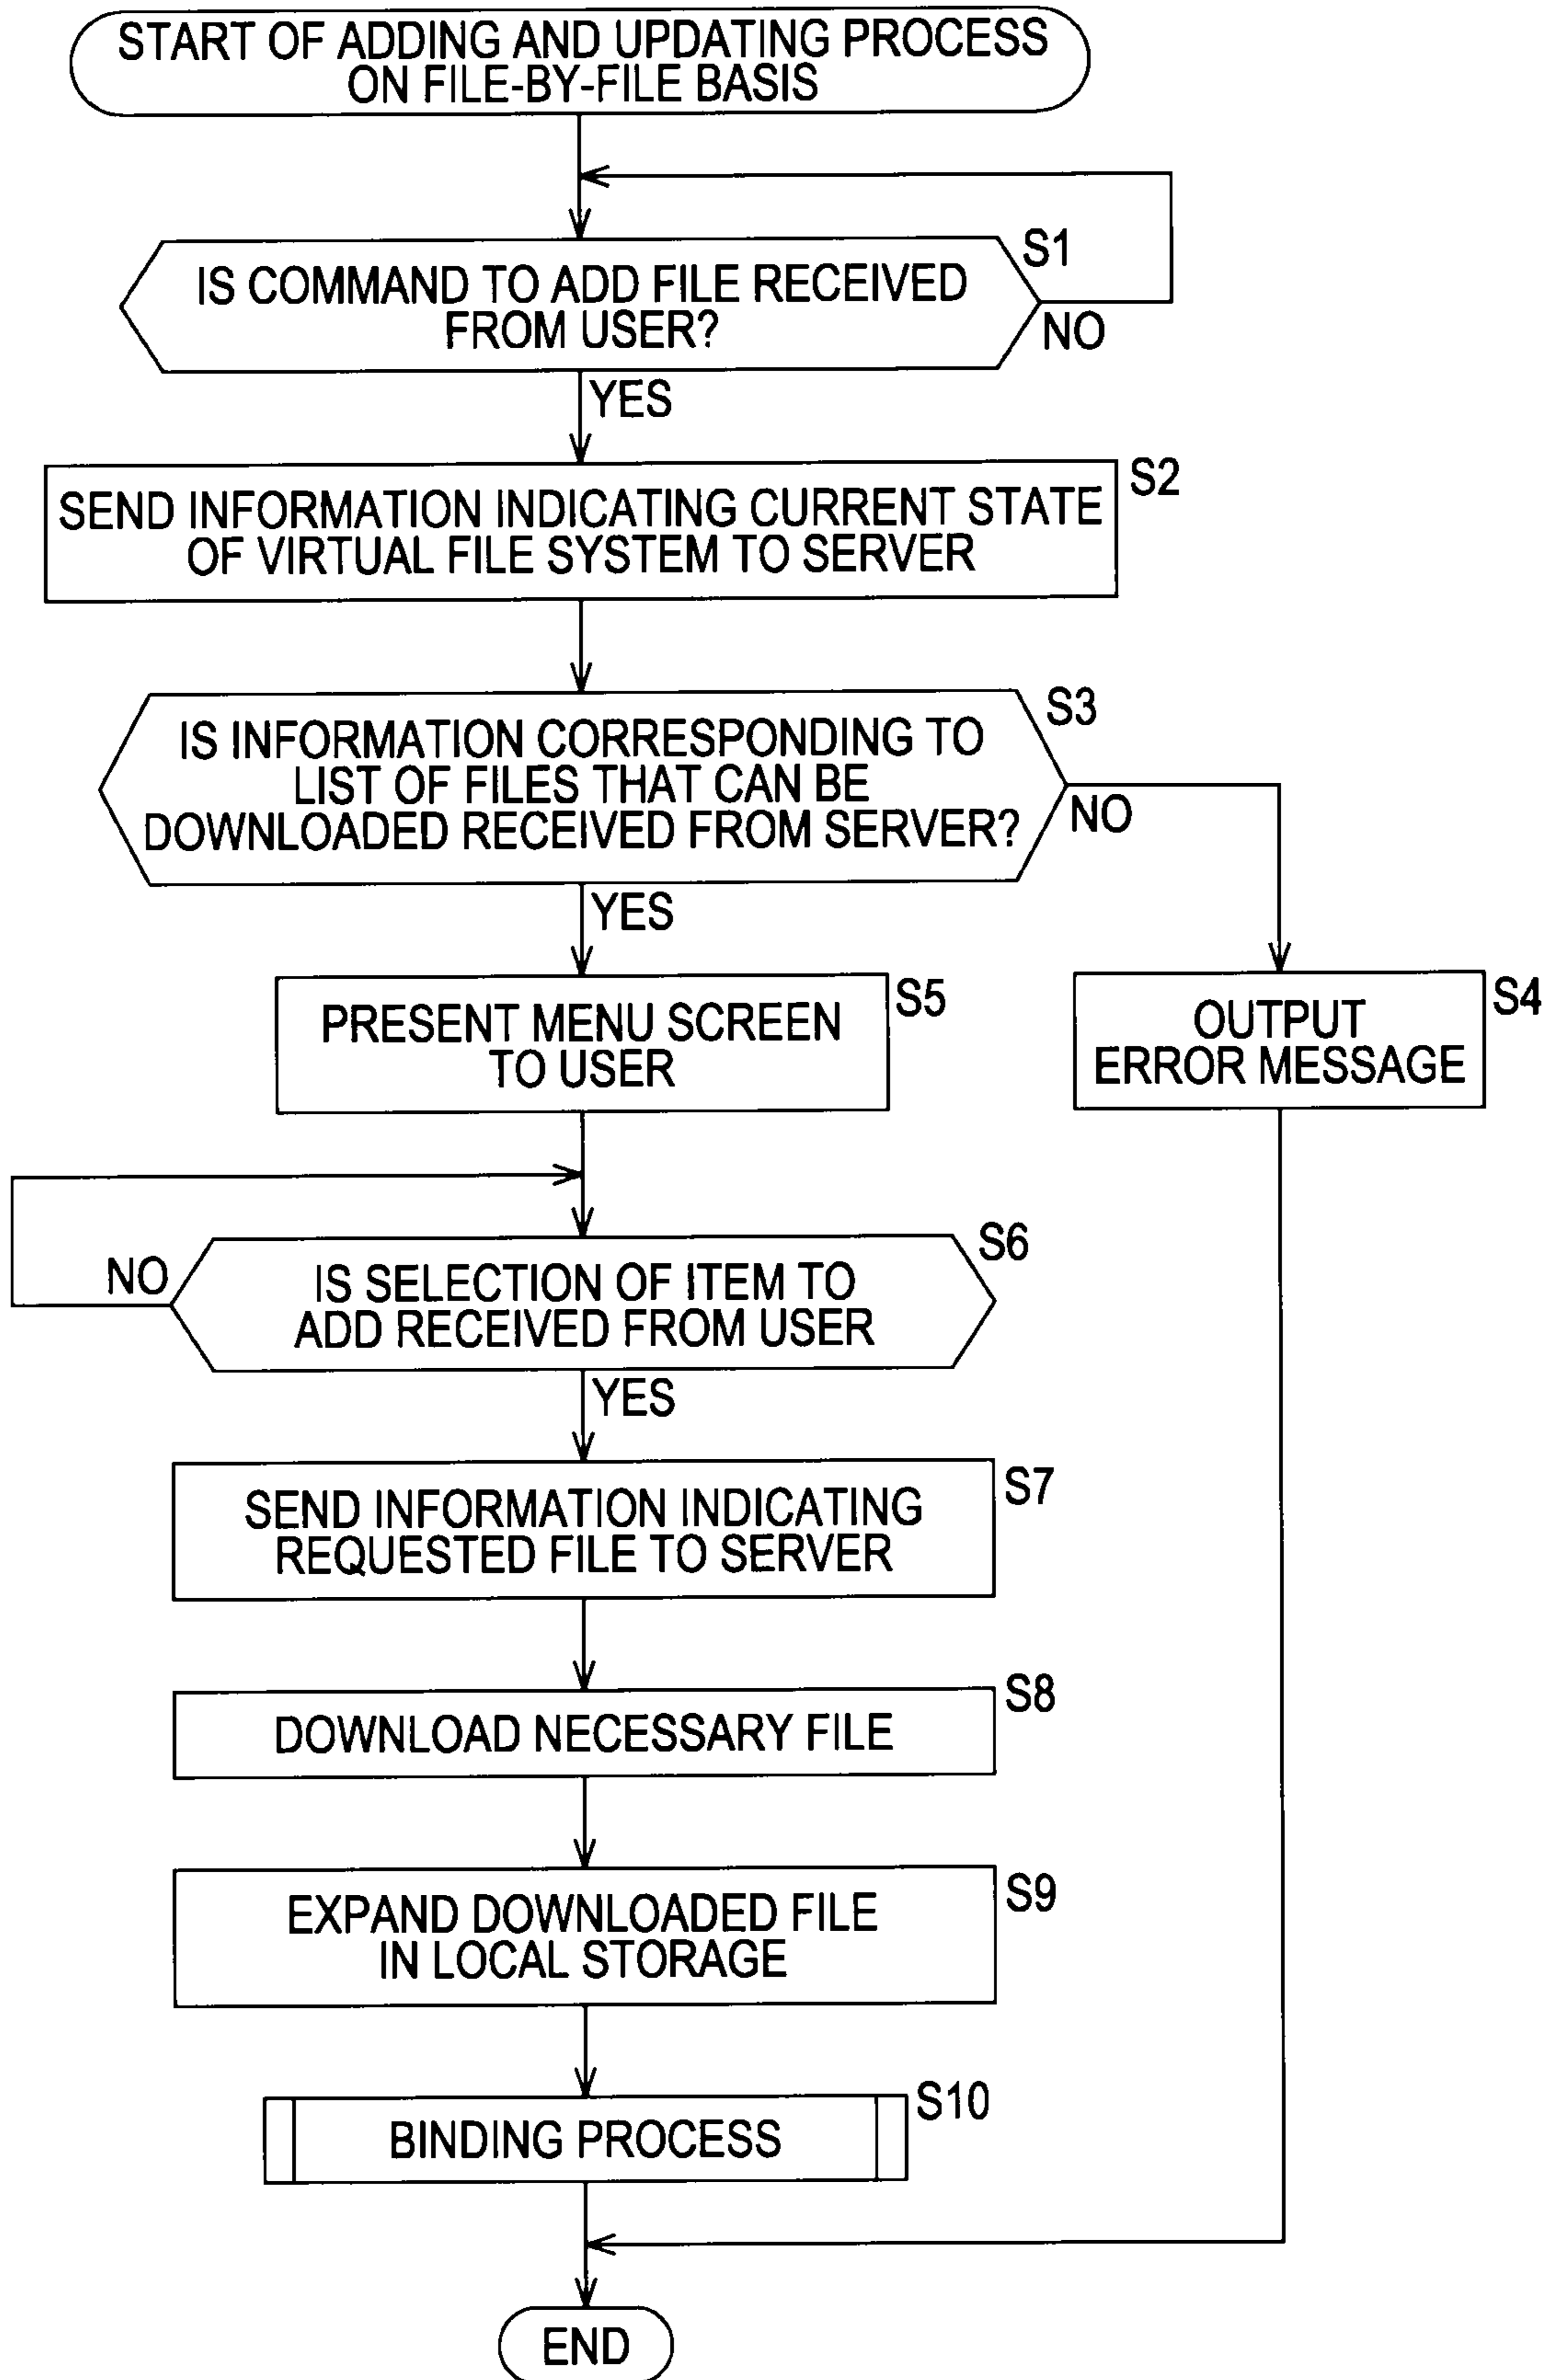 START OF ADDING AND UPDATING PROCESS
ON FILE-BY-FILE BASIS
S1
IS COMMAND TO ADD FILE RECEIVED
FROM USER?
NO
YES
S2
SEND INFORMATION INDICATING CURRENT STATE
OF VIRTUAL FILE SYSTEM TO SERVER
S3
IS INFORMATION CORRESPONDING TO
LIST OF FILES THAT CAN BE
DOWNLOADED RECEIVED FROM SERVER?
NO
YES
S5
PRESENT MENU SCREEN
TO USER
S4
OUTPUT
ERROR MESSAGE
S6
NO
IS SELECTION OF ITEM TO
ADD RECEIVED FROM USER
YES
S7
SEND INFORMATION INDICATING
REQUESTED FILE TO SERVER
S8
DOWNLOAD NECESSARY FILE
S9
EXPAND DOWNLOADED FILE
IN LOCAL STORAGE
S10
BINDING PROCESS
END